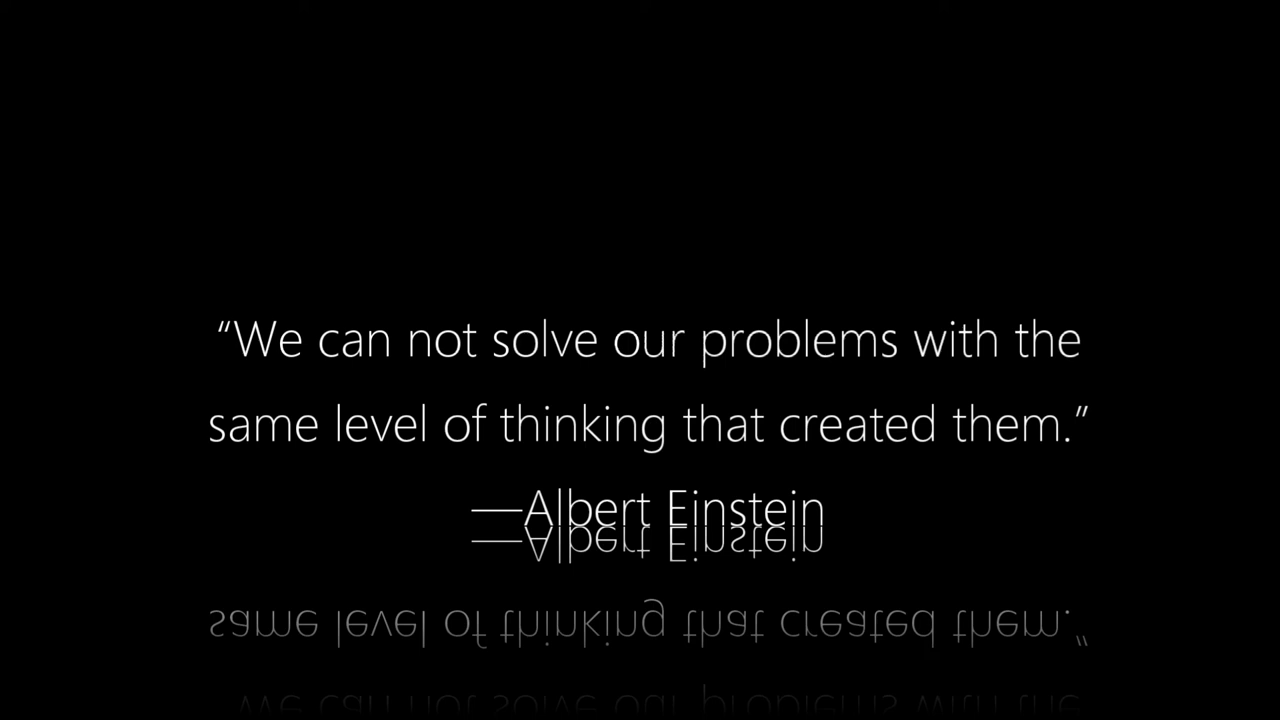 “We can not solve our problems with the
same level of thinking that created them.”
—Albert Einstein